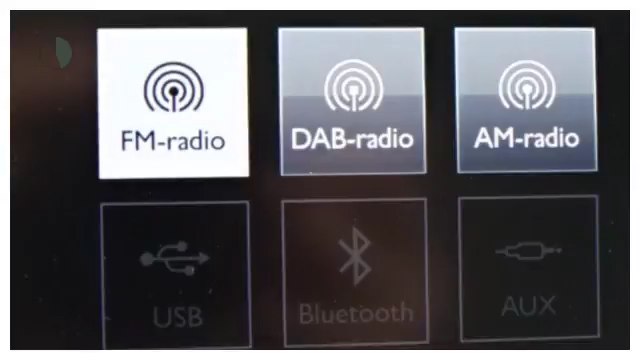 FM-radio
DAB-radio
AM-radio
USB
Bluetooth
AUX